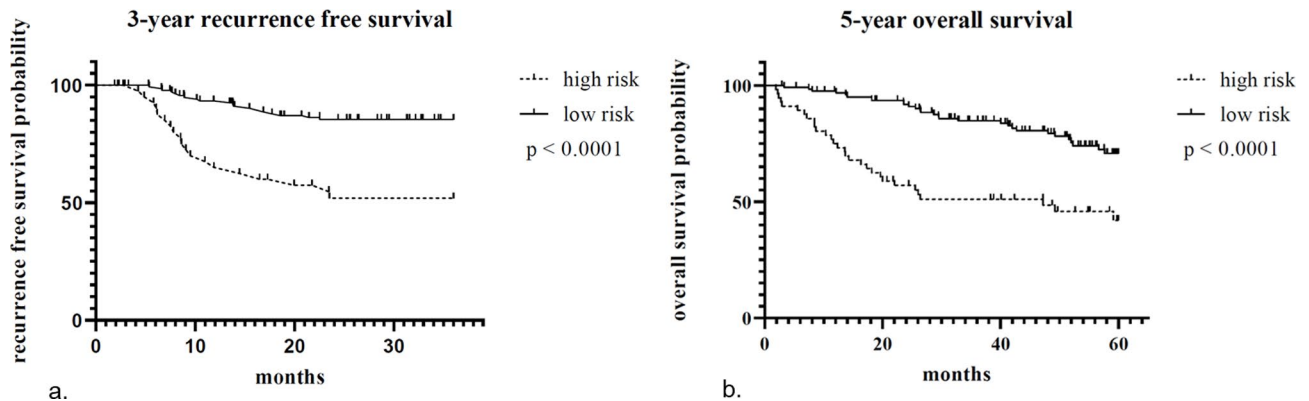 3-year recurrence free survival
recurrence free survival probability
100
50
0
0 10 20 30
months
high risk
low risk
p < 0.0001
a.
5-year overall survival
overall survival probability
100
50
0
0 20 40 60
months
high risk
low risk
p < 0.0001
b.